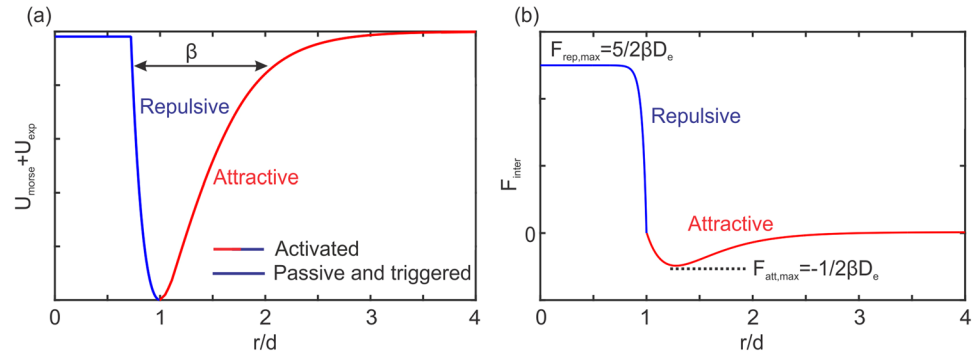 (a)
β
Repulsive
Attractive
Activated
Passive and triggered
U_morse+U_exp
0 1 2 3 4
r/d
(b)
F_rep,max=5/2βD_e
Repulsive
Attractive
F_att,max=-1/2βD_e
F_inter
0
0 1 2 3 4
r/d